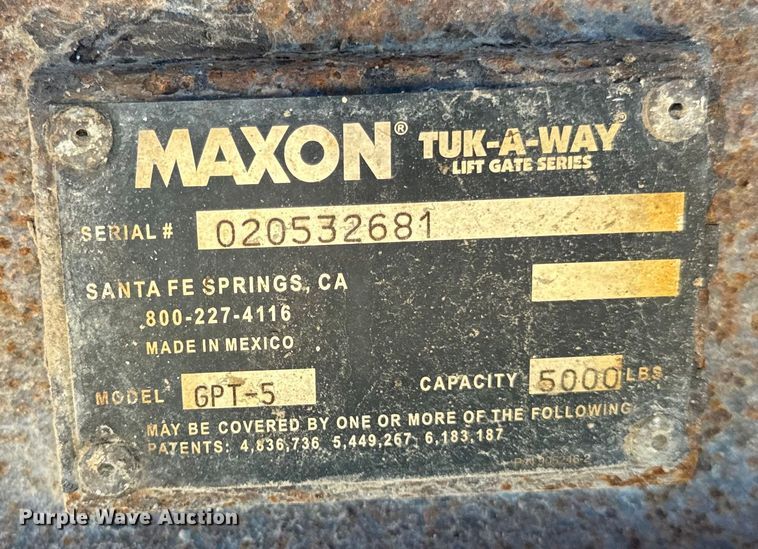 MAXON® TUK-A-WAY®
LIFT GATE SERIES
SERIAL # 020532681
SANTA FE SPRINGS, CA
800-227-4116
MADE IN MEXICO
MODEL GPT-5 CAPACITY 5000 LBS
MAY BE COVERED BY ONE OR MORE OF THE FOLLOWING
PATENTS: 4,836,736 5,449,267 6,183,187
Purple Wave Auction